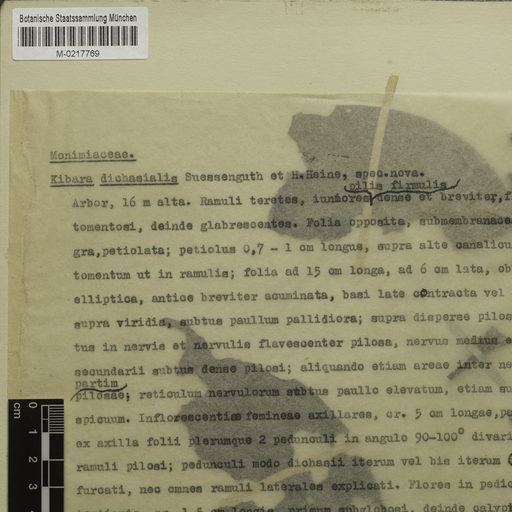 Botanische Staatssammlung München
M-0217769
Monimiaceae.
Kibara dichasialis Suessenguth et H.Heine, spec.nova.
pilis firmulis
Arbor, 16 m alta. Ramuli teretes, iuniores dense et breviter,
tomentosi, deinde glabrescentes. Folia opposita, submembranace
gra,petiolata; petiolus 0,7 - 1 cm longus, supra alte canalicu
tomentum ut in ramulis; folia ad 15 cm longa, ad 6 cm lata, ob
elliptica, antice breviter acuminata, basi late contracta vel
supra viridia, subtus paullum pallidiora; supra disperse pilos
tus in nervis et nervulis flavescenter pilosa, nervus medius e
secundarii subtus dense pilosi; aliquando etiam areae inter ne
partim
pilosae; reticulum nervulorum subtus paullo elevatum, etiam su
spicuum. Inflorescentiae femineae axillares, cr. 5 cm longae,pe
ex axilla folii plerumque 2 pedunculi in angulo 90-100° divari
ramuli pilosi; pedunculi modo dichasii iterum vel bis iterum
furcati, nec omnes ramuli laterales explicati. Flores in pedic
cm
0
1
2
3